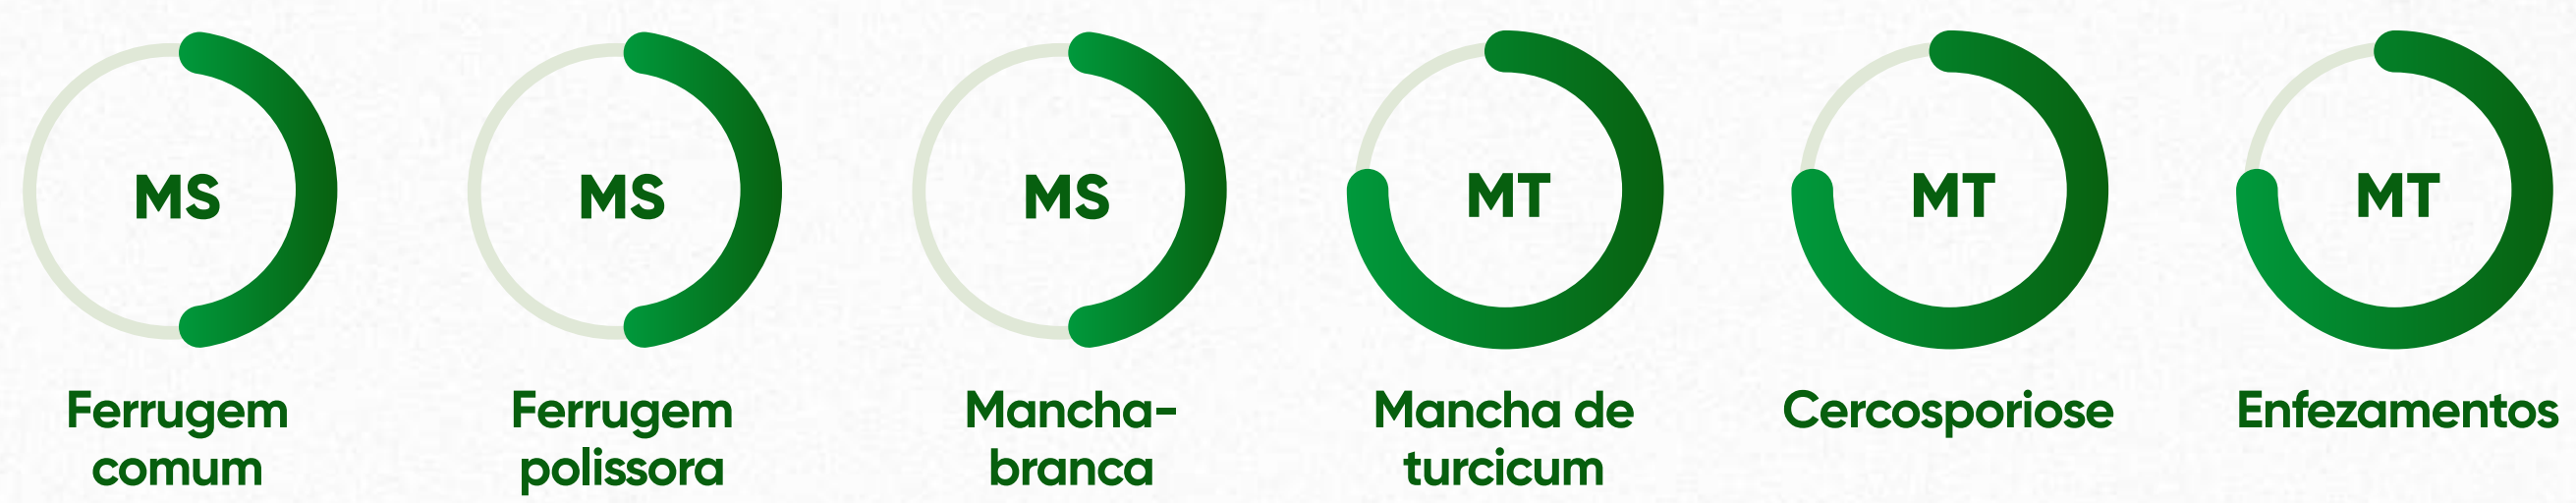 MS
Ferrugem
comum
MS
Ferrugem
polissora
MS
Mancha-
branca
MT
Mancha de
turcicum
MT
Cercosporiose
MT
Enfezamentos